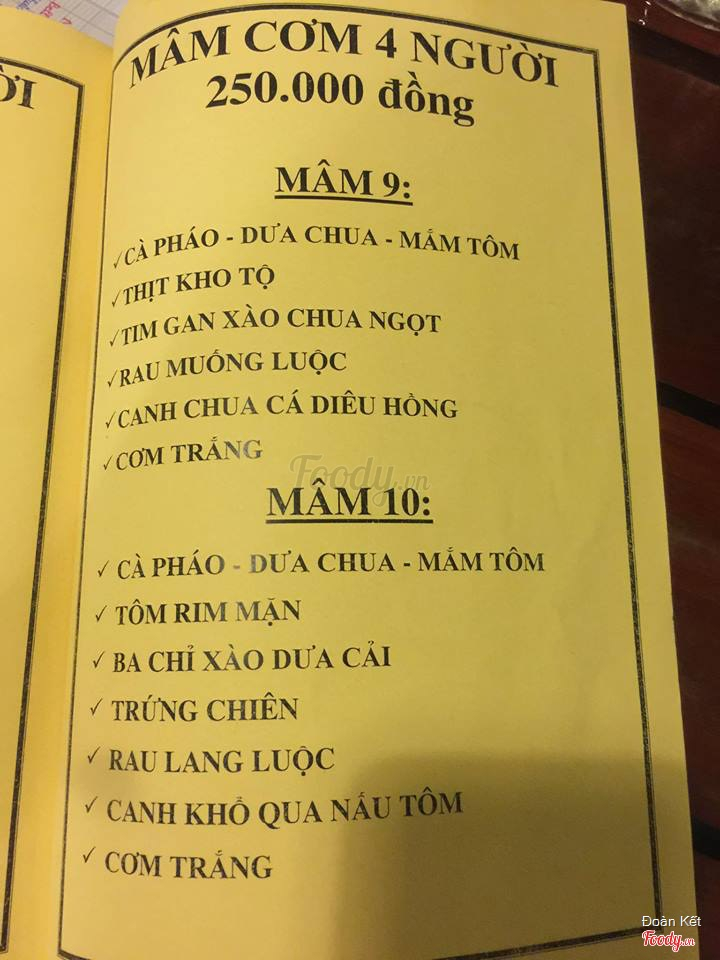 ỜI
MÂM CƠM 4 NGƯỜI
250.000 đồng
MÂM 9:
✓CÀ PHÁO - DƯA CHUA - MẮM TÔM
✓THỊT KHO TỘ
✓TIM GAN XÀO CHUA NGỌT
✓RAU MUỐNG LUỘC
✓CANH CHUA CÁ DIÊU HỒNG
✓CƠM TRẮNG
Foody.vn
MÂM 10:
✓ CÀ PHÁO - DƯA CHUA - MẮM TÔM
✓ TÔM RIM MẶN
✓ BA CHỈ XÀO DƯA CẢI
✓ TRỨNG CHIÊN
✓ RAU LANG LUỘC
✓ CANH KHỔ QUA NẤU TÔM
✓ CƠM TRẮNG
Đoàn Kết
Foody.vn